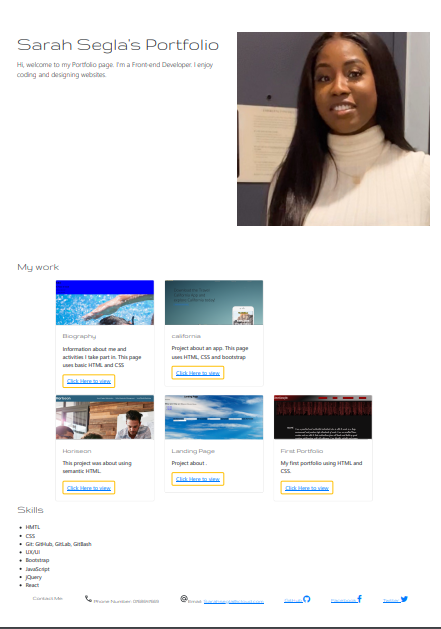 Sarah Segla's Portfolio
Hi, welcome to my Portfolio page. I'm a Front-end Developer. I enjoy
coding and designing websites.
My work
Biography
Information about me and
activities I take part in. This page
uses basic HTML and CSS
Click Here to view
california
Project about an app. This page
uses HTML, CSS and bootstrap
Click Here to view
Horiseon
Horiseon
This project was about using
semantic HTML.
Click Here to view
Landing Page
Project about .
Click Here to view
First Portfolio
My first portfolio using HTML and
CSS.
Click Here to view
Skills
HMTL
CSS
Git: GitHub, GitLab, GitBash
UX/UI
Bootstrap
JavaScript
jQuery
React
Contact Me:
Phone Number:
Email:
GitHub
Facebook
Twitter